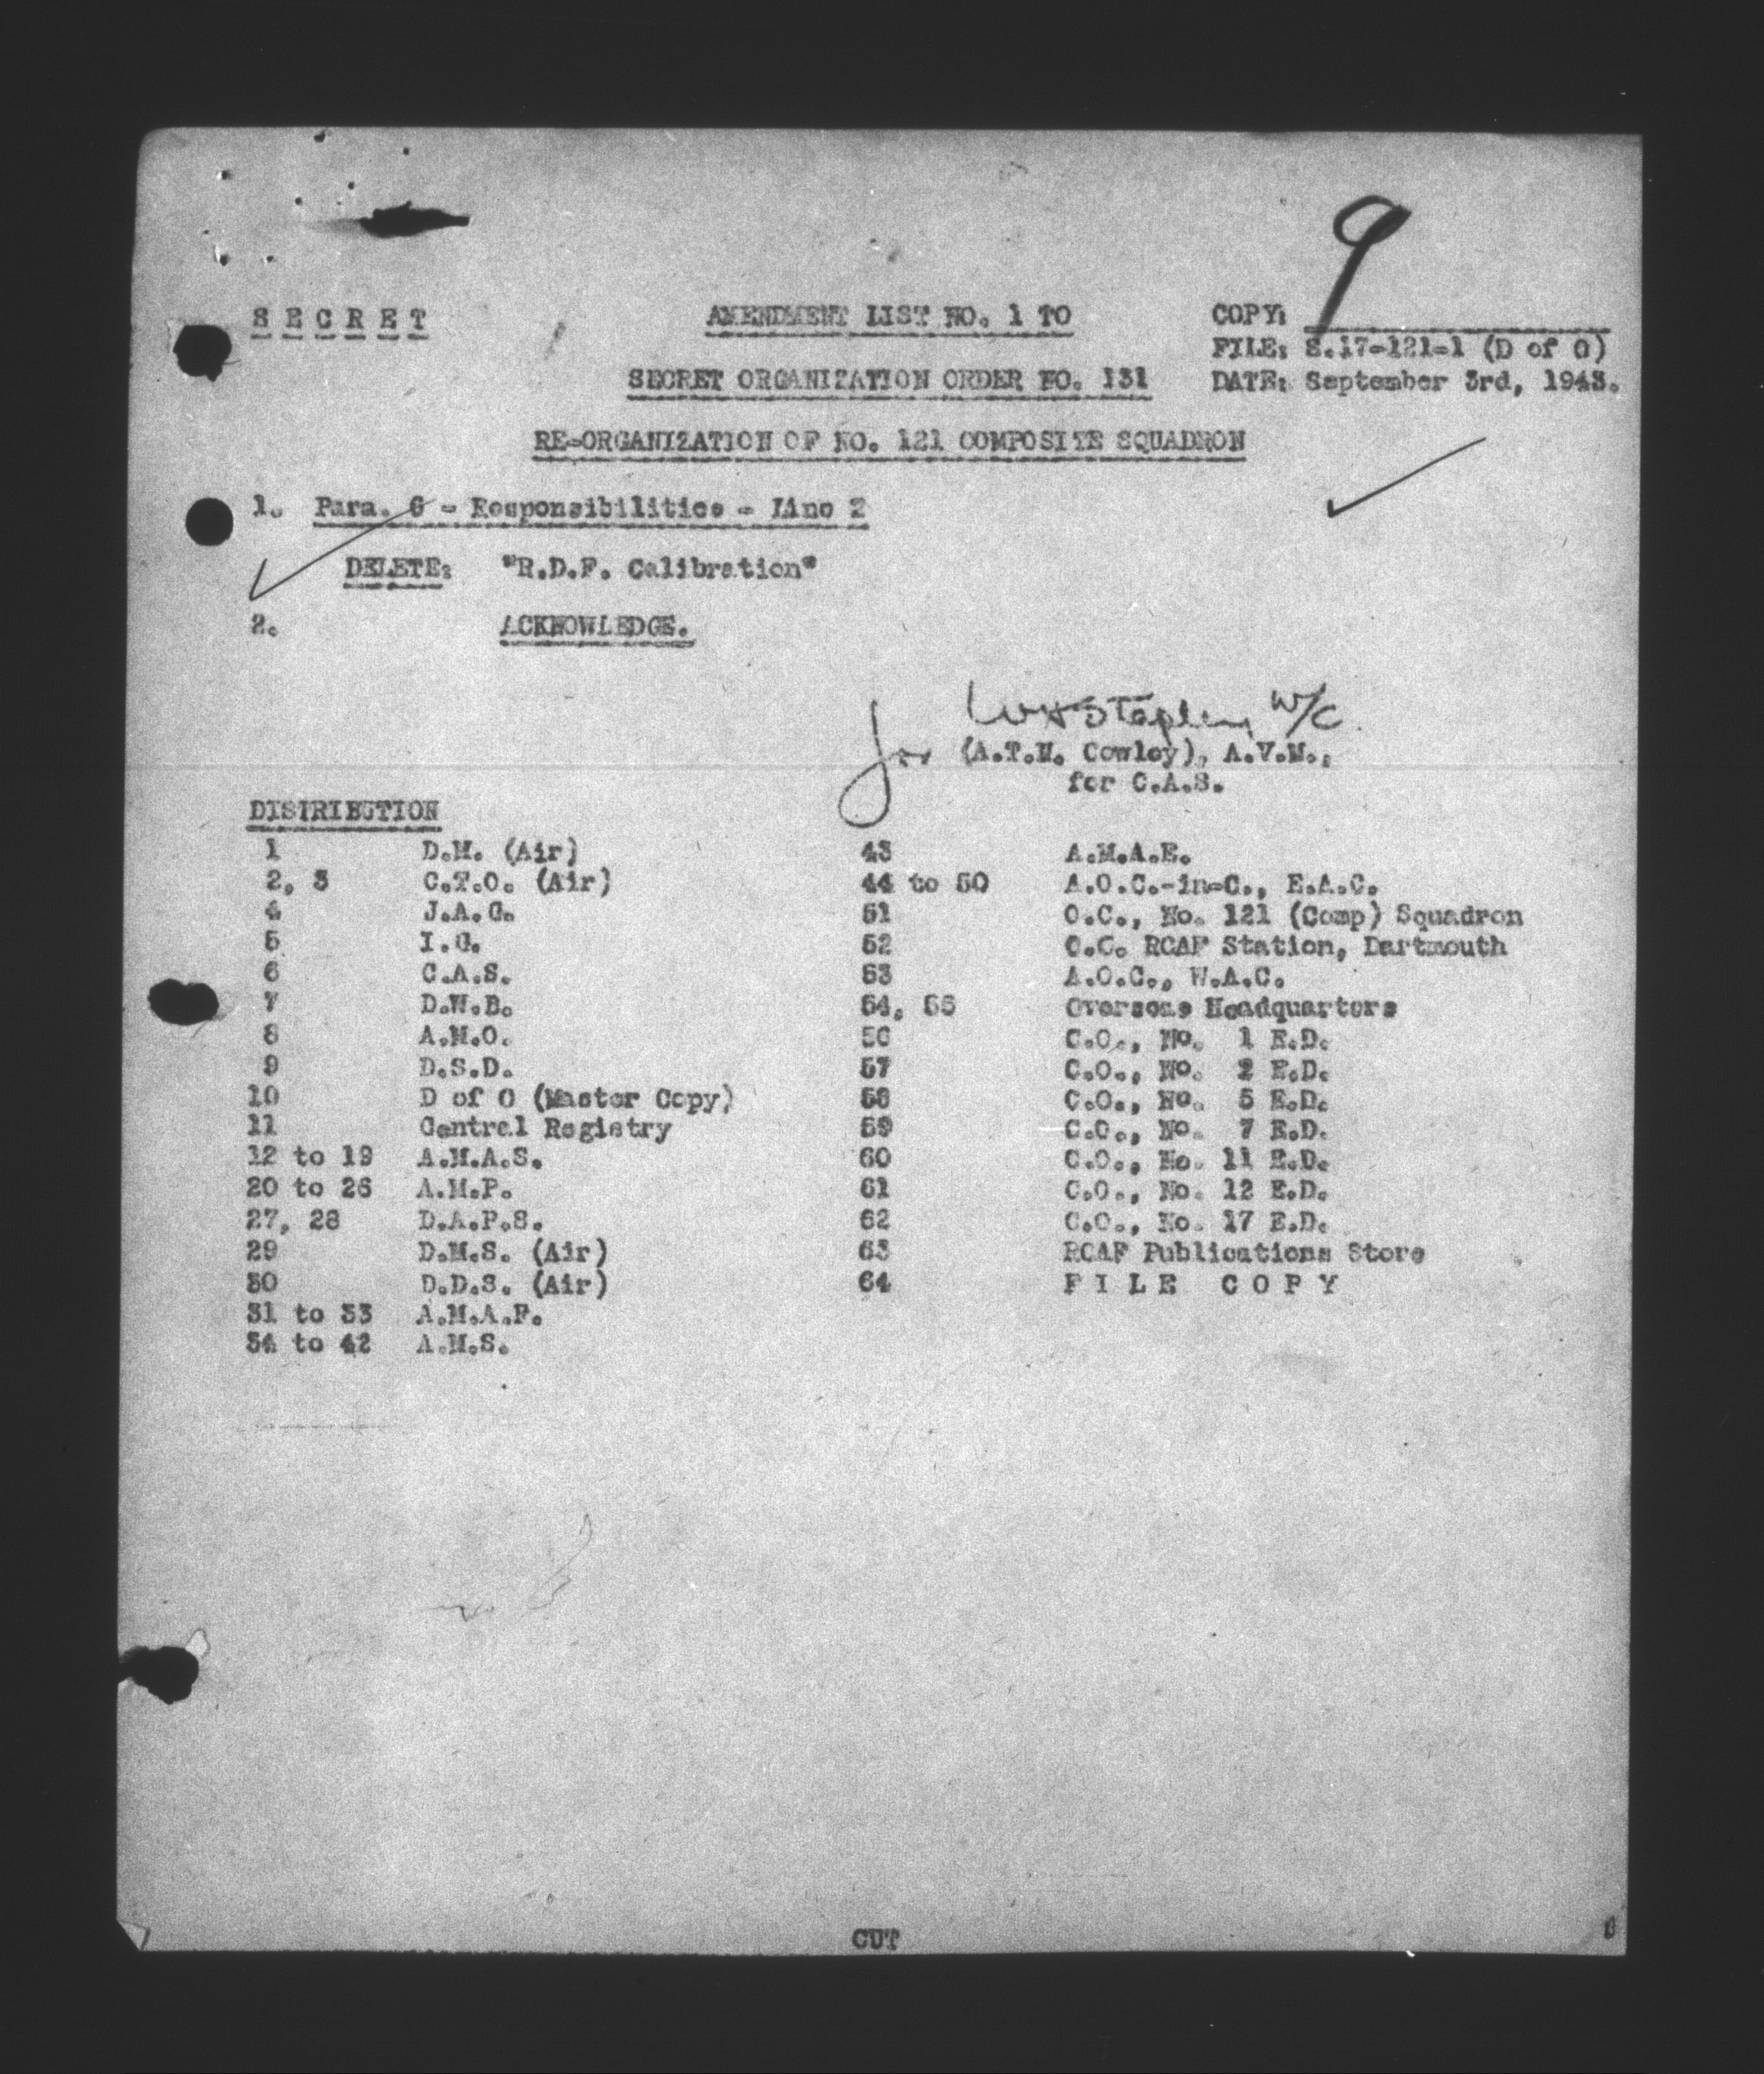 SECRET
AMENDMENT LIST NO. 1 TO
COPY: 9
FILE: S.17-121-1 (D of O)
SECRET ORGANIZATION ORDER NO. 131
DATE: September 3rd, 1943.
RE-ORGANIZATION OF NO. 121 COMPOSITE SQUADRON
1. Para. 6 - Responsibilities - Line 2
DELETE: "R.D.F. Calibration"
2. ACKNOWLEDGE.
for W/C
(A.T.N. Cowley), A.V.M.,
for C.A.S.
DISTRIBUTION
1 D.M. (Air)
2, 3 C.T.O. (Air)
4 J.A.G.
5 I.G.
6 C.A.S.
7 D.W.B.
8 A.M.O.
9 D.S.D.
10 D of O (Master Copy)
11 Central Registry
12 to 19 A.M.A.S.
20 to 26 A.M.P.
27, 28 D.A.P.S.
29 D.M.S. (Air)
30 D.D.S. (Air)
31 to 33 A.M.A.F.
34 to 42 A.M.S.
43 A.M.A.E.
44 to 50 A.O.C.-in-C., E.A.C.
51 O.C., No. 121 (Comp) Squadron
52 O.C. RCAF Station, Dartmouth
53 A.O.C., W.A.C.
54, 55 Overseas Headquarters
56 C.O., No. 1 E.D.
57 C.O., No. 2 E.D.
58 C.O., No. 5 E.D.
59 C.O., No. 7 E.D.
60 C.O., No. 11 E.D.
61 C.O., No. 12 E.D.
62 C.O., No. 17 E.D.
63 RCAF Publications Store
64 FILE COPY
CUT